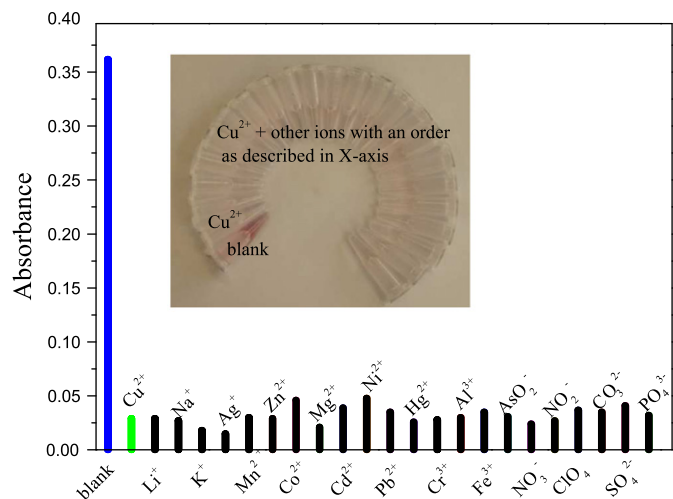 0.40
0.35
0.30
0.25
0.20
0.15
0.10
0.05
0.00
Absorbance
Cu²⁺ + other ions with an order
as described in X-axis
Cu²⁺
blank
Cu²⁺
Na⁺
Ag⁺
Zn²⁺
Mg²⁺
Ni²⁺
Hg²⁺
Al³⁺
AsO₂⁻
NO₂⁻
CO₃²⁻
PO₄³⁻
blank
Li⁺
K⁺
Mn²⁺
Co²⁺
Cd²⁺
Pb²⁺
Cr³⁺
Fe³⁺
NO₃⁻
ClO₄⁻
SO₄²⁻